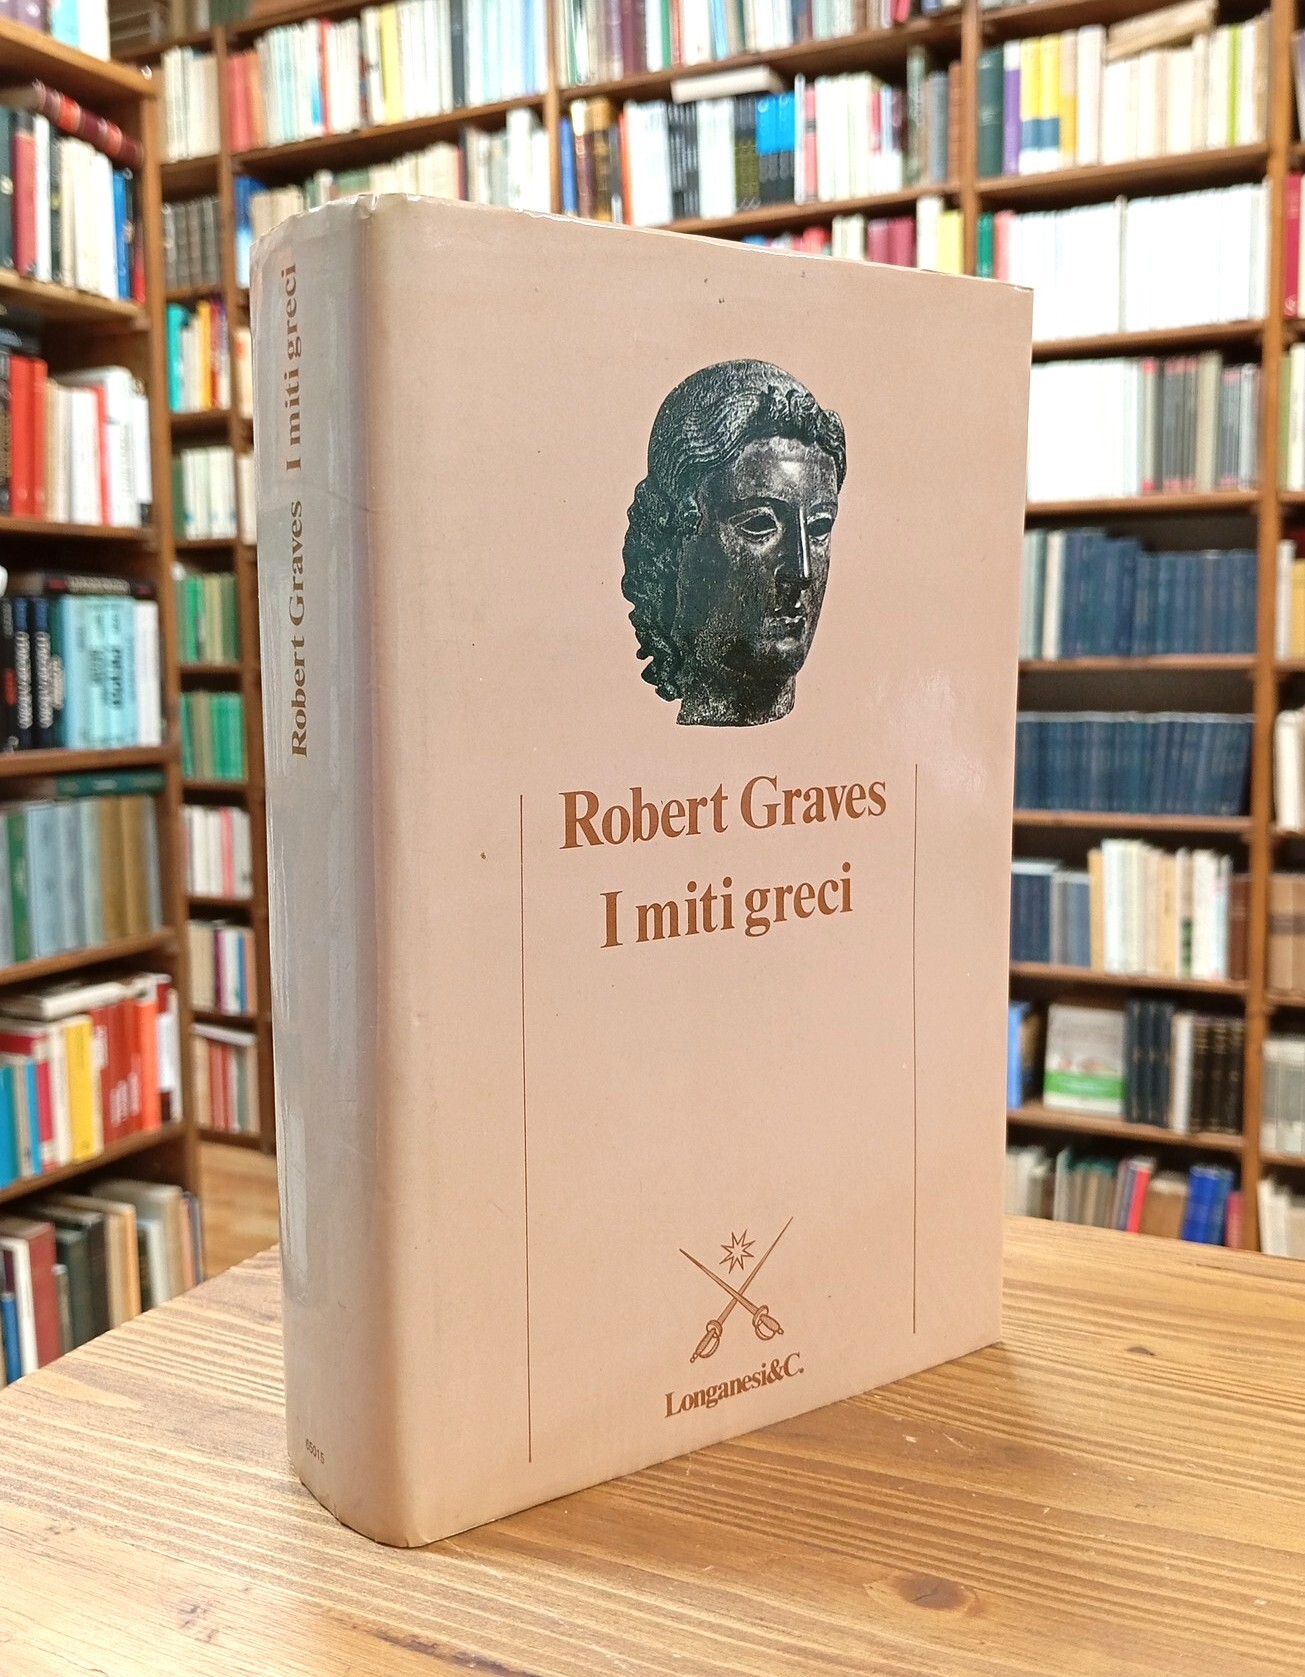 Robert Graves I miti greci
65015
Robert Graves
I miti greci
Longanesi&C.